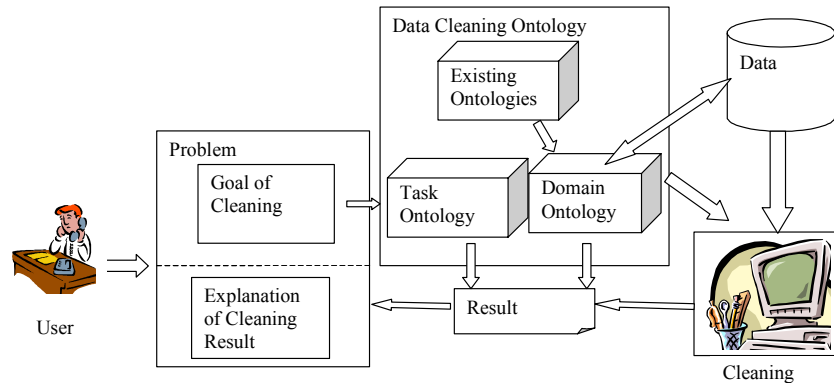 Data Cleaning Ontology
Existing
Ontologies
Data
Problem
Goal of
Cleaning
Task
Ontology
Domain
Ontology
User
Explanation
of Cleaning
Result
Result
Cleaning